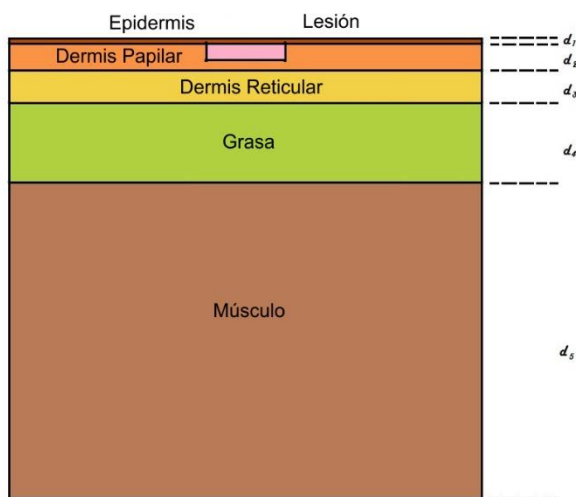 Epidermis
Lesión
Dermis Papilar
Dermis Reticular
Grasa
Músculo
d₁
d₂
d₃
d₄
d₅